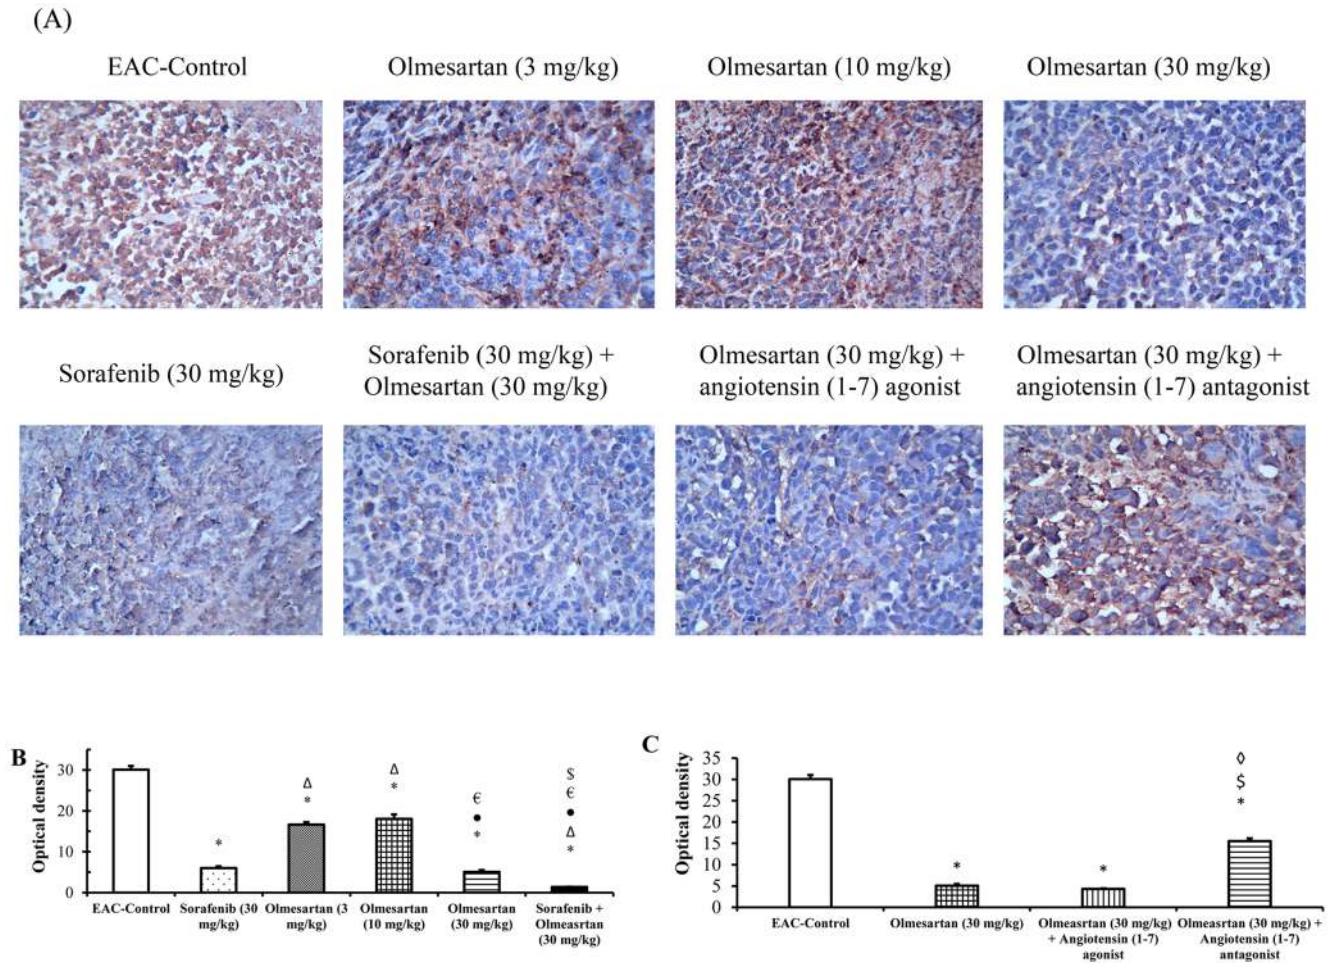 (A)
EAC-Control
Olmesartan (3 mg/kg)
Olmesartan (10 mg/kg)
Olmesartan (30 mg/kg)
Sorafenib (30 mg/kg)
Sorafenib (30 mg/kg) +
Olmesartan (30 mg/kg)
Olmesartan (30 mg/kg) +
angiotensin (1-7) agonist
Olmesartan (30 mg/kg) +
angiotensin (1-7) antagonist
B
Optical density
30
20
10
0
*
Δ
*
Δ
*
€
●
*
$
€
●
Δ
*
EAC-Control
Sorafenib (30
mg/kg)
Olmesartan (3
mg/kg)
Olmesartan
(10 mg/kg)
Olmesartan
(30 mg/kg)
Sorafenib +
Olmeasrtan
(30 mg/kg)
C
Optical density
35
30
25
20
15
10
5
0
*
*
◊
$
*
EAC-Control
Olmesartan (30 mg/kg)
Olmeasrtan (30 mg/kg)
+ Angiotensin (1-7)
agonist
Olmeasrtan (30 mg/kg) +
Angiotensin (1-7)
antagonist